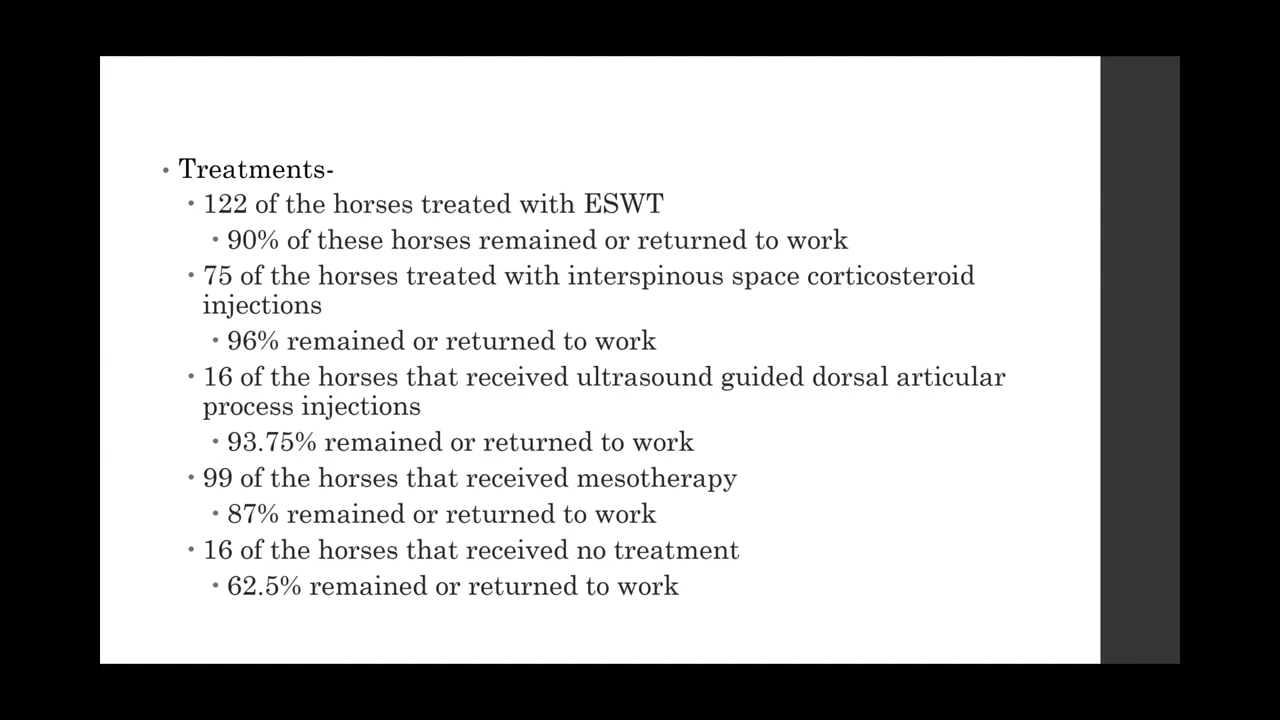 • Treatments-
• 122 of the horses treated with ESWT
• 90% of these horses remained or returned to work
• 75 of the horses treated with interspinous space corticosteroid
injections
• 96% remained or returned to work
• 16 of the horses that received ultrasound guided dorsal articular
process injections
• 93.75% remained or returned to work
• 99 of the horses that received mesotherapy
• 87% remained or returned to work
• 16 of the horses that received no treatment
• 62.5% remained or returned to work